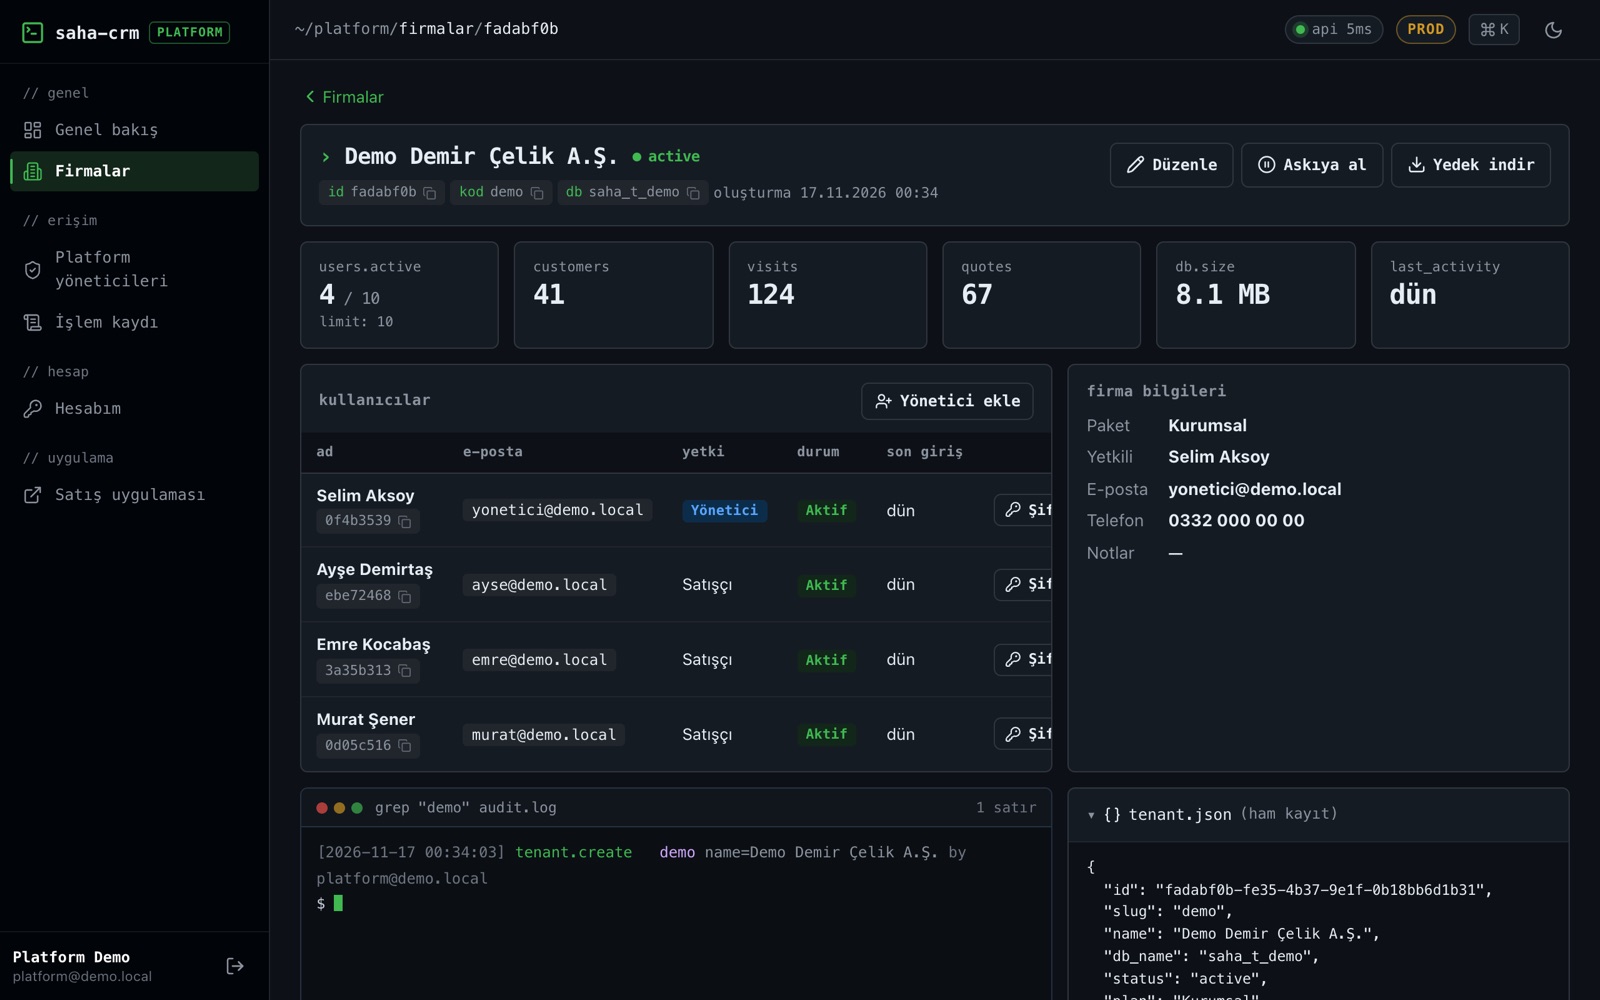 saha-crm PLATFORM
// genel
Genel bakış
Firmalar
// erişim
Platform
yöneticileri
İşlem kaydı
// hesap
Hesabım
// uygulama
Satış uygulaması
Platform Demo
platform@demo.local
~/platform/firmalar/fadabf0b
api 5ms
PROD
⌘ K
Firmalar
› Demo Demir Çelik A.Ş. ● active
id fadabf0b kod demo db saha_t_demo oluşturma 17.11.2026 00:34
Düzenle
Askıya al
Yedek indir
users.active
4 / 10
limit: 10
customers
41
visits
124
quotes
67
db.size
8.1 MB
last_activity
dün
kullanıcılar
Yönetici ekle
ad e-posta yetki durum son giriş
Selim Aksoy
0f4b3539
yonetici@demo.local Yönetici Aktif dün Şif
Ayşe Demirtaş
ebe72468
ayse@demo.local Satışçı Aktif dün Şif
Emre Kocabaş
3a35b313
emre@demo.local Satışçı Aktif dün Şif
Murat Şener
0d05c516
murat@demo.local Satışçı Aktif dün Şif
firma bilgileri
Paket Kurumsal
Yetkili Selim Aksoy
E-posta yonetici@demo.local
Telefon 0332 000 00 00
Notlar —
grep "demo" audit.log 1 satır
[2026-11-17 00:34:03] tenant.create demo name=Demo Demir Çelik A.Ş. by
platform@demo.local
$
▾ {} tenant.json (ham kayıt)
{
"id": "fadabf0b-fe35-4b37-9e1f-0b18bb6d1b31",
"slug": "demo",
"name": "Demo Demir Çelik A.Ş.",
"db_name": "saha_t_demo",
"status": "active",
"plan": "Kurumsal"